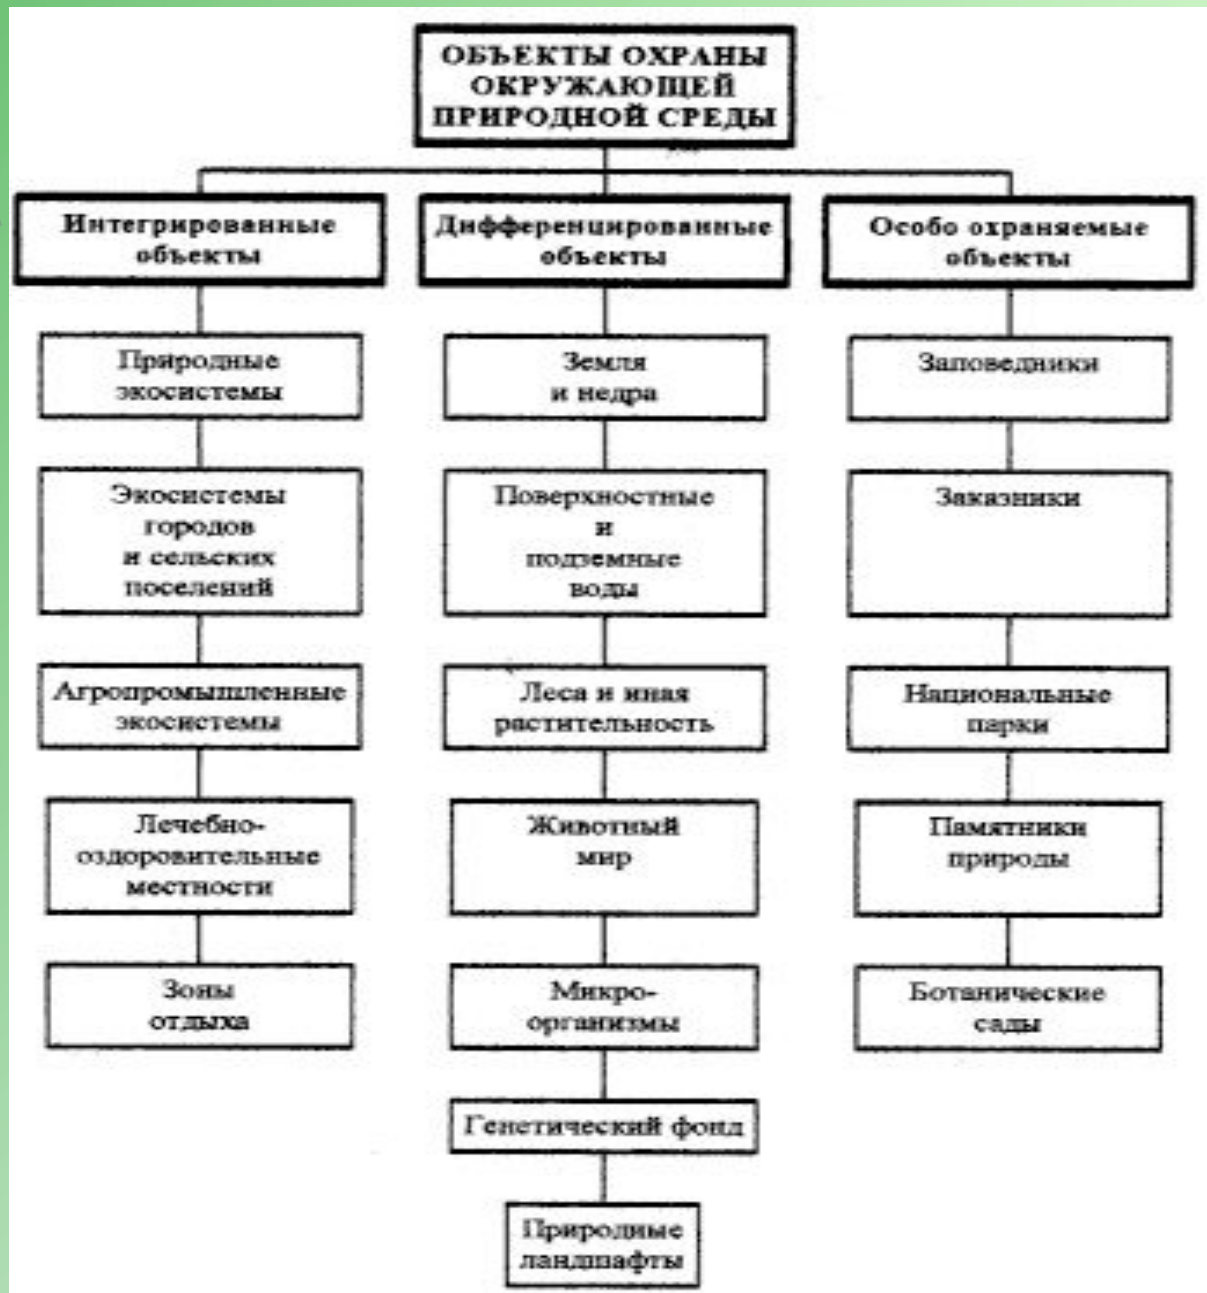 ОБЪЕКТЫ ОХРАНЫ
ОКРУЖАЮЩЕЙ
ПРИРОДНОЙ СРЕДЫ
Интегрированные
объекты
Природные
экосистемы
Экосистемы
городов
и сельских
поселений
Агропромышленные
экосистемы
Лечебно-
оздоровительные
местности
Зоны
отдыха
Дифференцированные
объекты
Земля
и недра
Поверхностные
и
подземные
воды
Леса и иная
растительность
Животный
мир
Микро-
организмы
Генетический фонд
Природные
ландшафты
Особо охраняемые
объекты
Заповедники
Заказники
Национальные
парки
Памятники
природы
Ботанические
сады